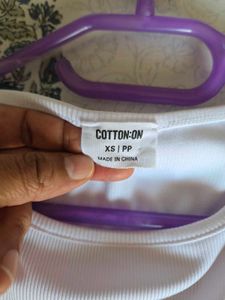 COTTON:ON
XS | PP
MADE IN CHINA